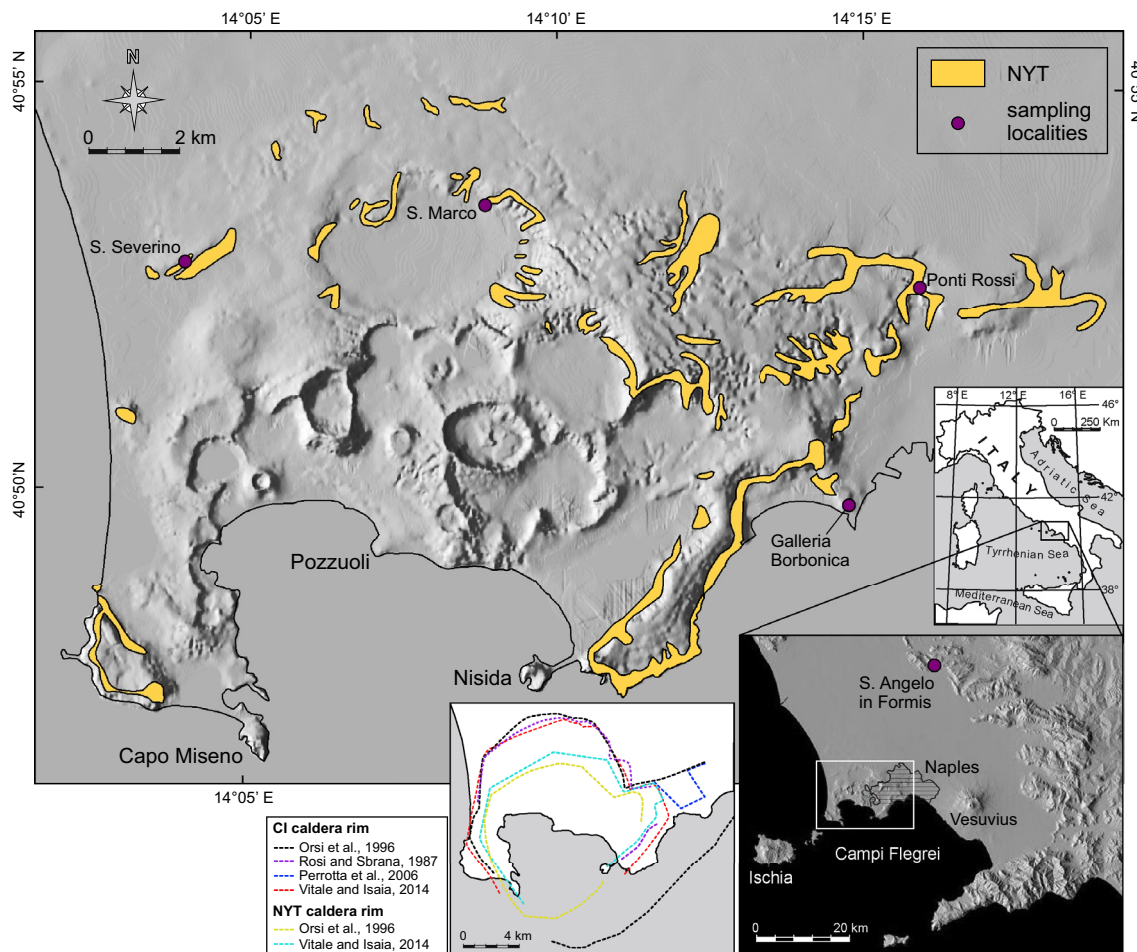 14°05' E
14°10' E
14°15' E
40°55' N
40°55' N
N
0
2 km
NYT
sampling
localities
S. Marco
S. Severino
Ponti Rossi
40°50'N
Pozzuoli
Galleria
Borbonica
Nisida
Capo Miseno
14°05' E
8° E
12°E
16°E
46°
0
250 Km
ITALY
Adriatic Sea
42°
Tyrrhenian Sea
38°
Mediterranean Sea
CI caldera rim
Orsi et al., 1996
Rosi and Sbrana, 1987
Perrotta et al., 2006
Vitale and Isaia, 2014
NYT caldera rim
Orsi et al., 1996
Vitale and Isaia, 2014
0
4 km
S. Angelo
in Formis
Naples
Vesuvius
Campi Flegrei
Ischia
Capri
0
20 km